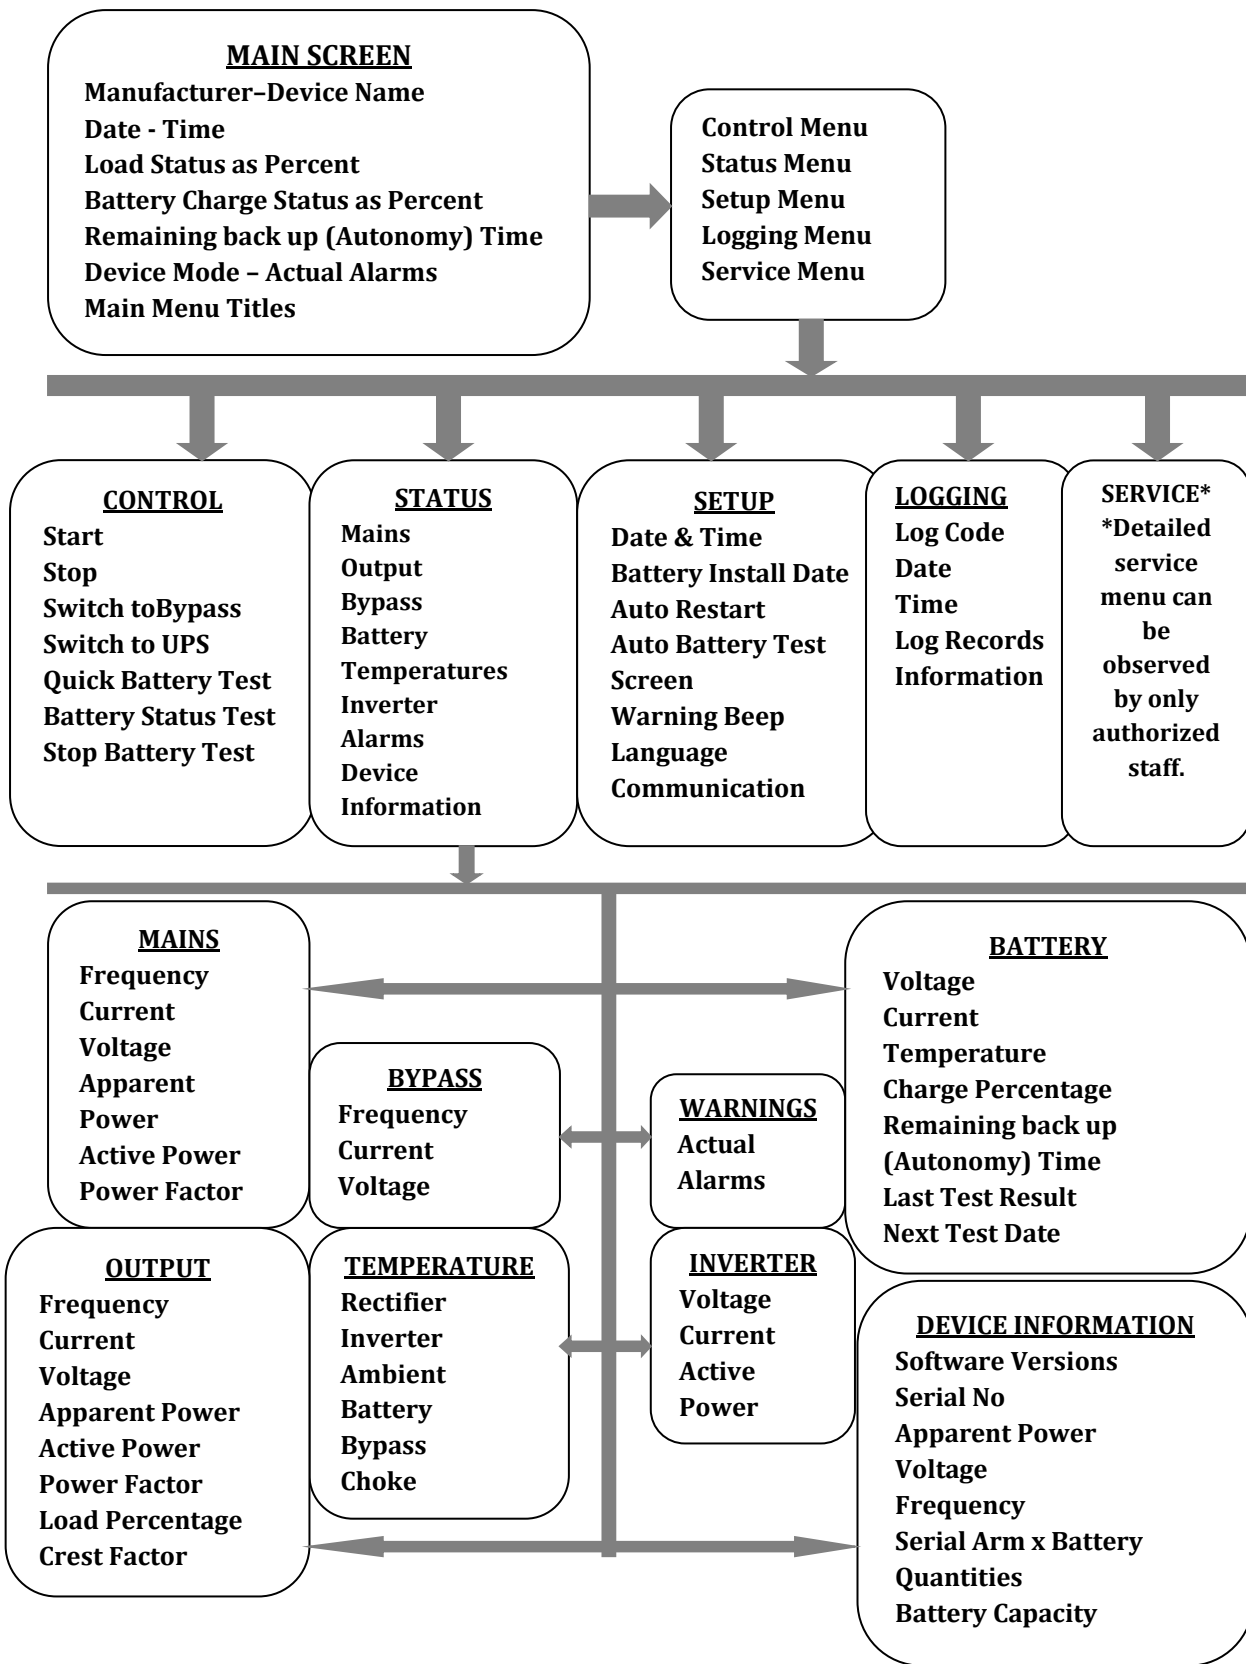 MAIN SCREEN
Manufacturer–Device Name
Date - Time
Load Status as Percent
Battery Charge Status as Percent
Remaining back up (Autonomy) Time
Device Mode – Actual Alarms
Main Menu Titles
Control Menu
Status Menu
Setup Menu
Logging Menu
Service Menu
CONTROL
Start
Stop
Switch toBypass
Switch to UPS
Quick Battery Test
Battery Status Test
Stop Battery Test
STATUS
Mains
Output
Bypass
Battery
Temperatures
Inverter
Alarms
Device
Information
SETUP
Date & Time
Battery Install Date
Auto Restart
Auto Battery Test
Screen
Warning Beep
Language
Communication
LOGGING
Log Code
Date
Time
Log Records
Information
SERVICE*
*Detailed
service
menu can
be
observed
by only
authorized
staff.
MAINS
Frequency
Current
Voltage
Apparent
Power
Active Power
Power Factor
BYPASS
Frequency
Current
Voltage
WARNINGS
Actual
Alarms
BATTERY
Voltage
Current
Temperature
Charge Percentage
Remaining back up
(Autonomy) Time
Last Test Result
Next Test Date
OUTPUT
Frequency
Current
Voltage
Apparent Power
Active Power
Power Factor
Load Percentage
Crest Factor
TEMPERATURE
Rectifier
Inverter
Ambient
Battery
Bypass
Choke
INVERTER
Voltage
Current
Active
Power
DEVICE INFORMATION
Software Versions
Serial No
Apparent Power
Voltage
Frequency
Serial Arm x Battery
Quantities
Battery Capacity